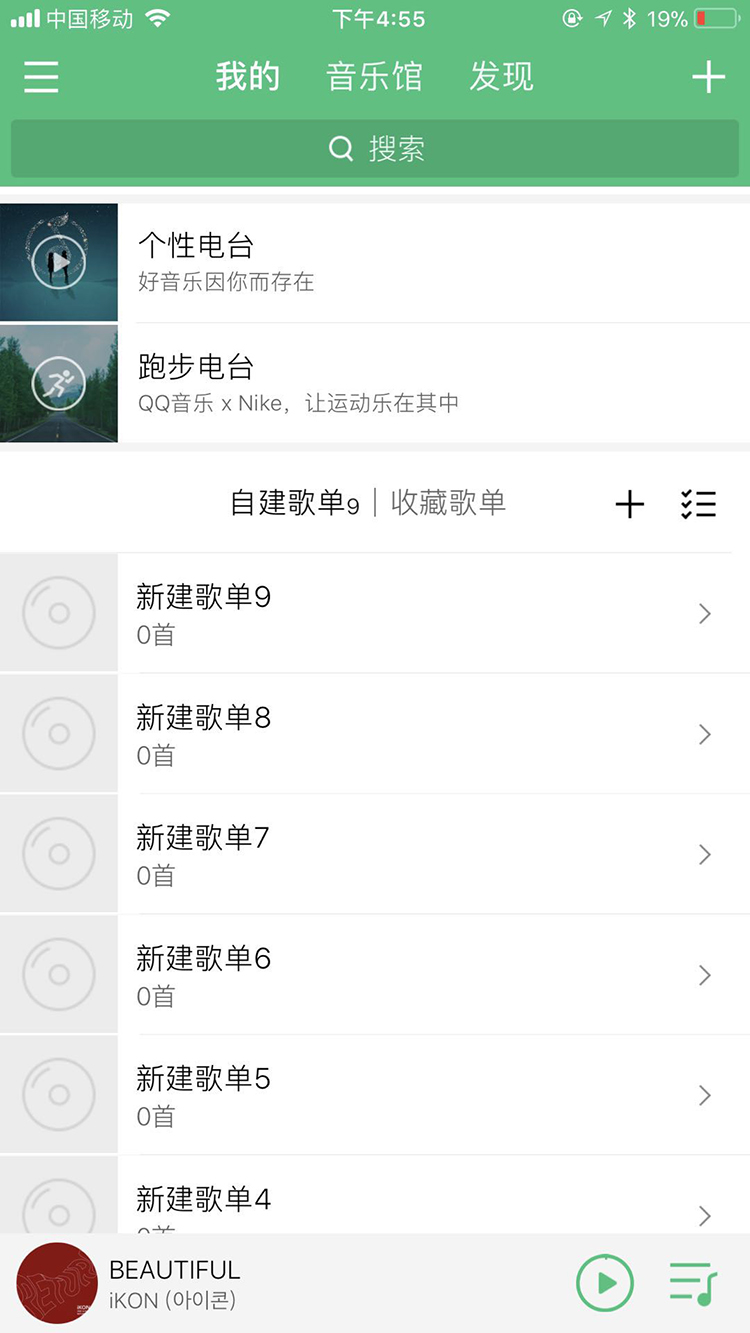 中国移动 下午4:55 19%
我的 音乐馆 发现
搜索
个性电台
好音乐因你而存在
跑步电台
QQ音乐 x Nike，让运动乐在其中
自建歌单9 收藏歌单
新建歌单9
0首
新建歌单8
0首
新建歌单7
0首
新建歌单6
0首
新建歌单5
0首
新建歌单4
0首
BEAUTIFUL
iKON (아이콘)